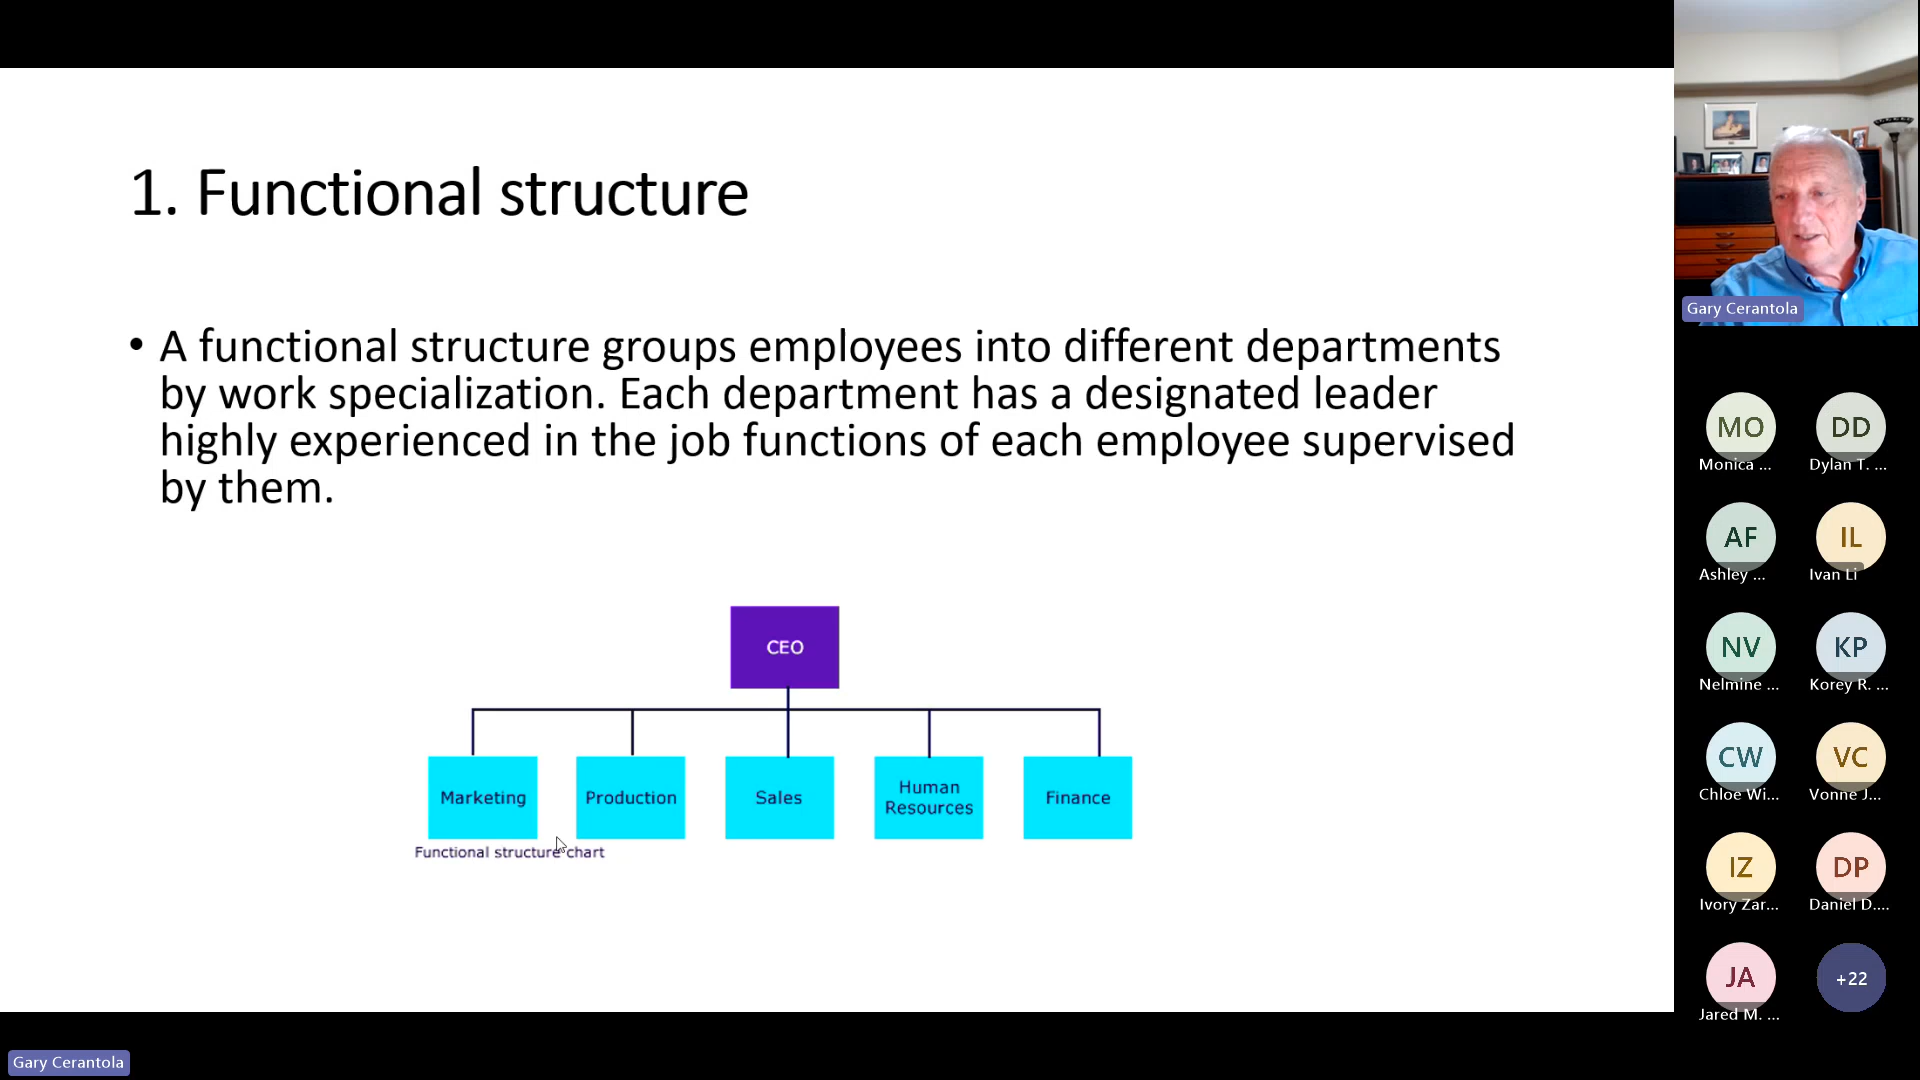 1. Functional structure
• A functional structure groups employees into different departments
by work specialization. Each department has a designated leader
highly experienced in the job functions of each employee supervised
by them.
CEO
Marketing
Production
Sales
Human
Resources
Finance
Functional structure chart
Gary Cerantola
Gary Cerantola
MO
Monica ...
DD
Dylan T. ...
AF
Ashley ...
IL
Ivan Li
NV
Nelmine ...
KP
Korey R. ...
CW
Chloe Wi...
VC
Vonne J...
IZ
Ivory Zar...
DP
Daniel D....
JA
Jared M. ...
+22